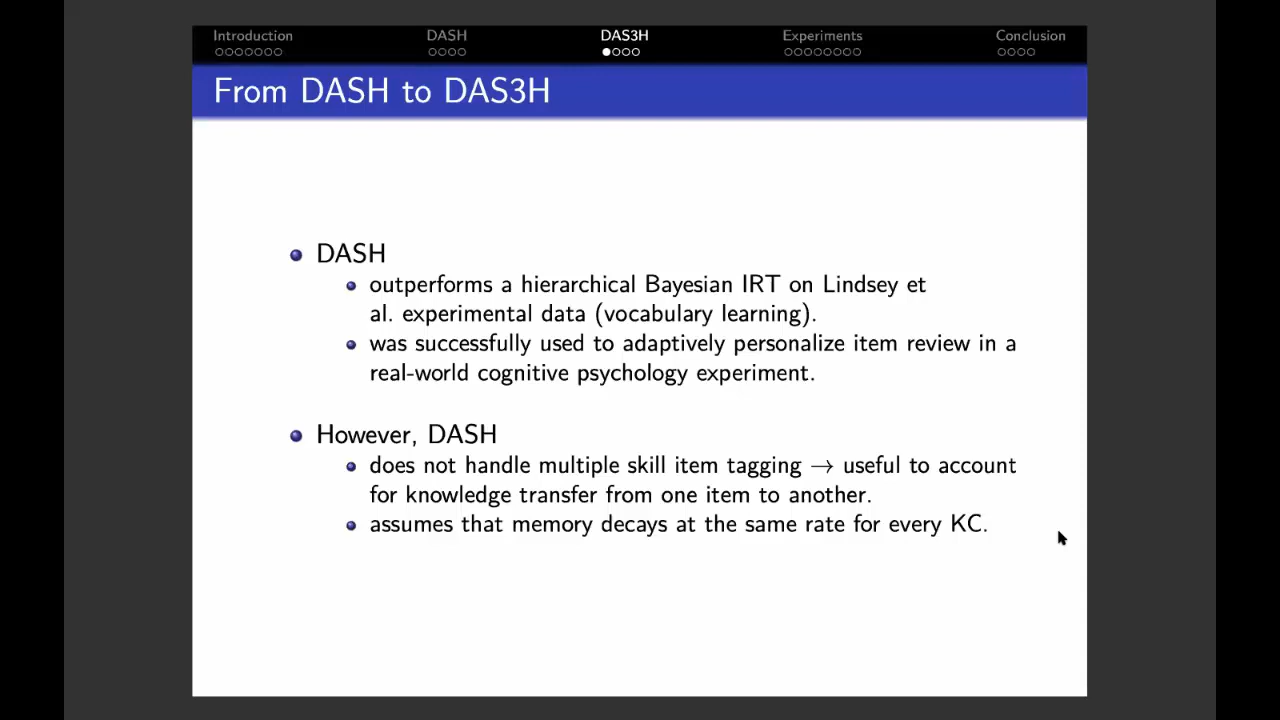 Introduction DASH DAS3H Experiments Conclusion
From DASH to DAS3H
DASH
outperforms a hierarchical Bayesian IRT on Lindsey et
al. experimental data (vocabulary learning).
was successfully used to adaptively personalize item review in a
real-world cognitive psychology experiment.
However, DASH
does not handle multiple skill item tagging → useful to account
for knowledge transfer from one item to another.
assumes that memory decays at the same rate for every KC.